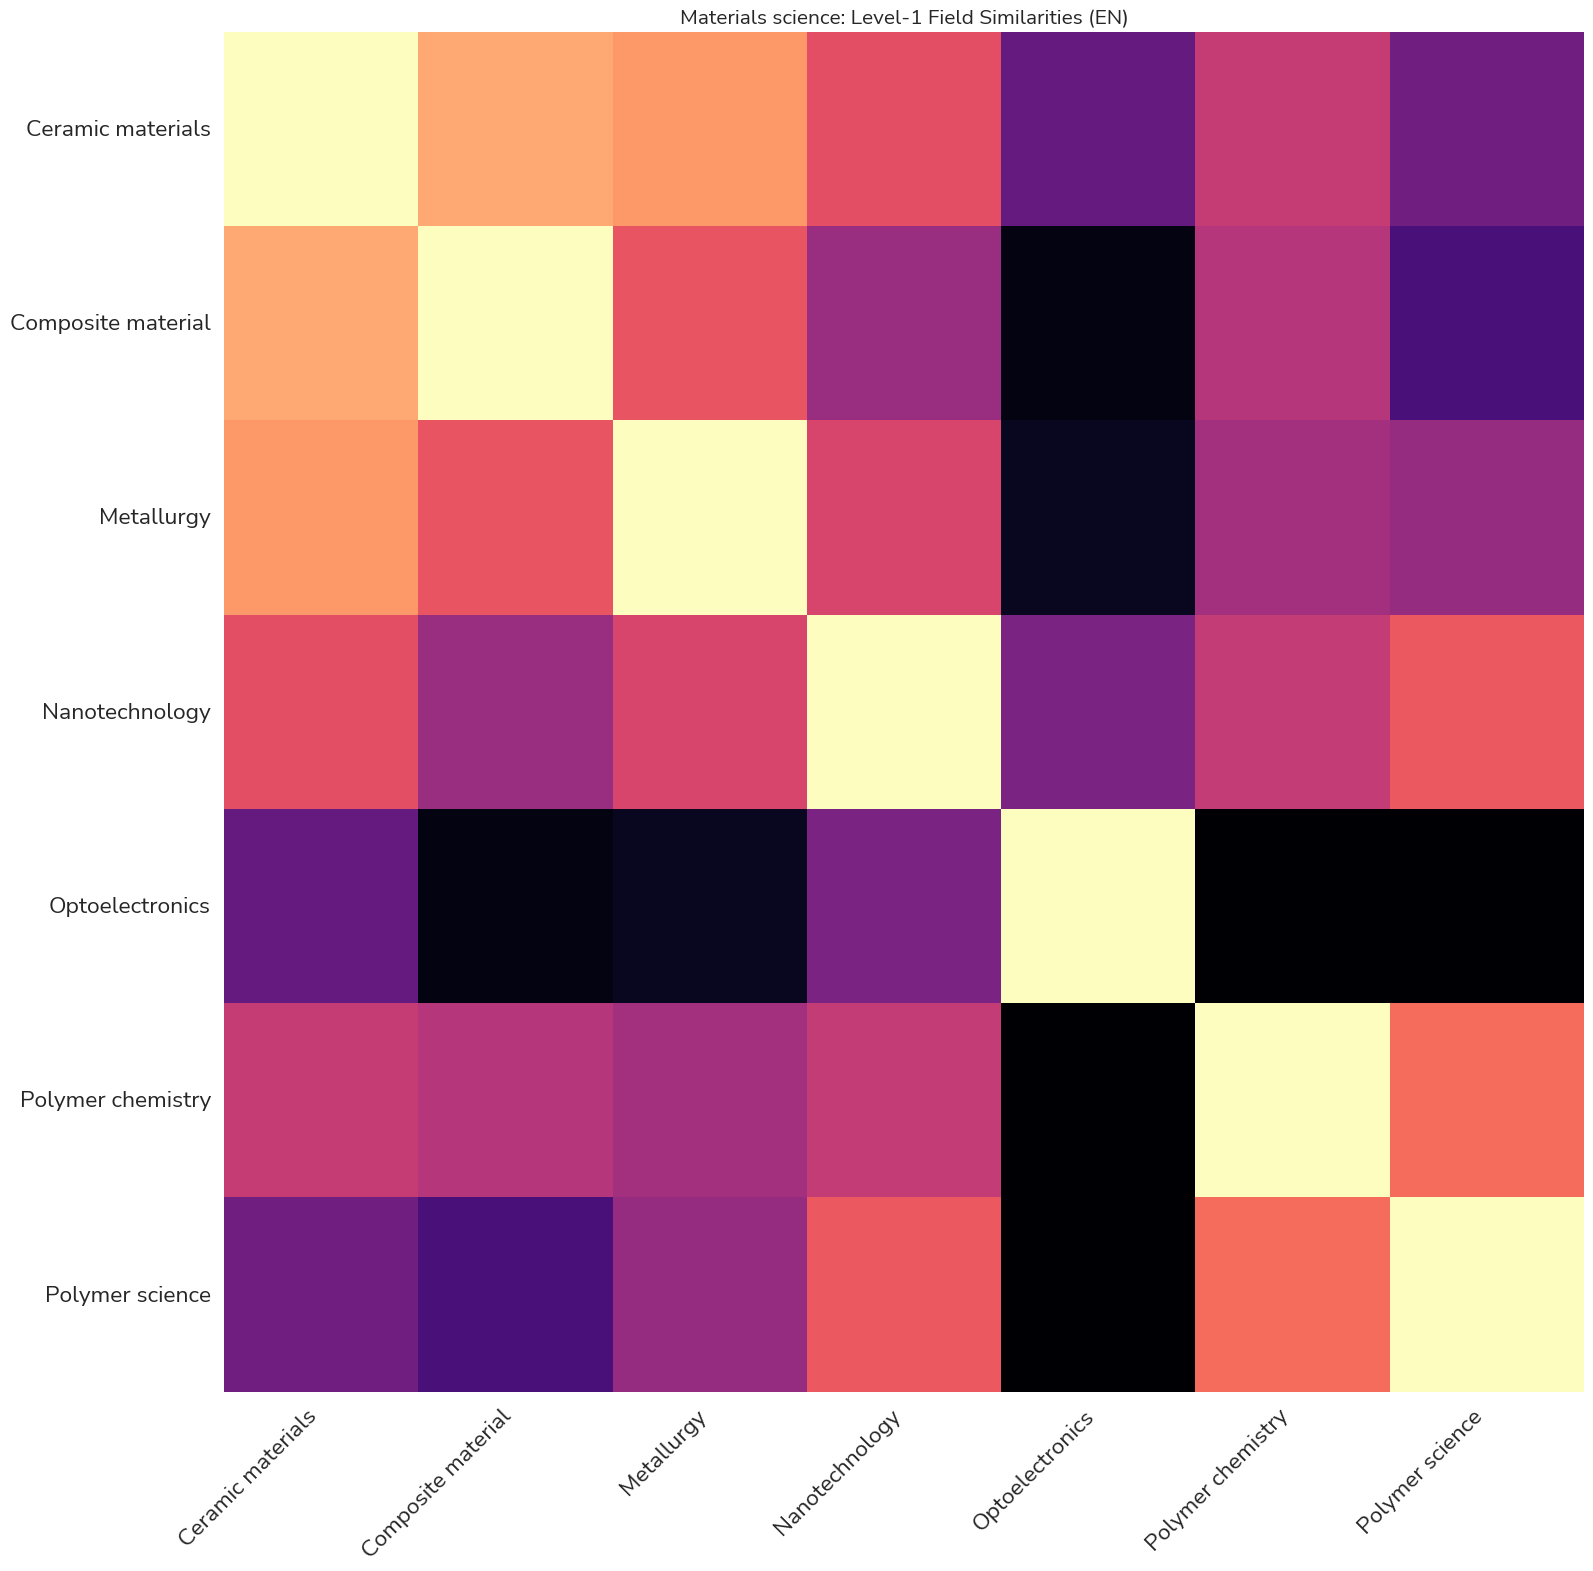 Materials science: Level-1 Field Similarities (EN)
Ceramic materials
Composite material
Metallurgy
Nanotechnology
Optoelectronics
Polymer chemistry
Polymer science
Ceramic materials
Composite material
Metallurgy
Nanotechnology
Optoelectronics
Polymer chemistry
Polymer science